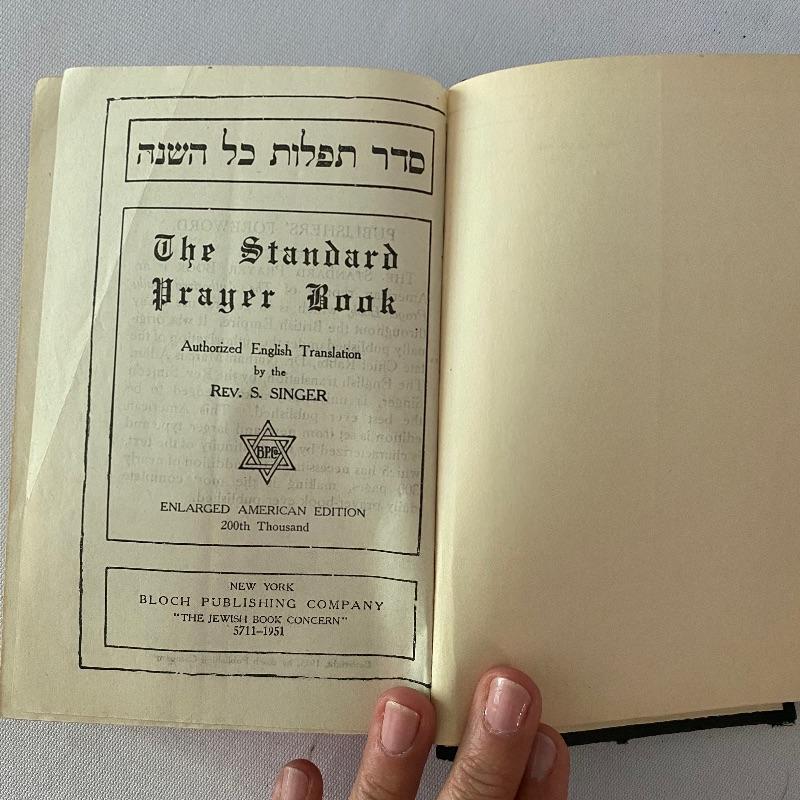 סדר תפלות כל השנה
The Standard
Prayer Book
Authorized English Translation
by the
REV. S. SINGER
B.P.Co.
ENLARGED AMERICAN EDITION
200th Thousand
NEW YORK
BLOCH PUBLISHING COMPANY
"THE JEWISH BOOK CONCERN"
5711–1951